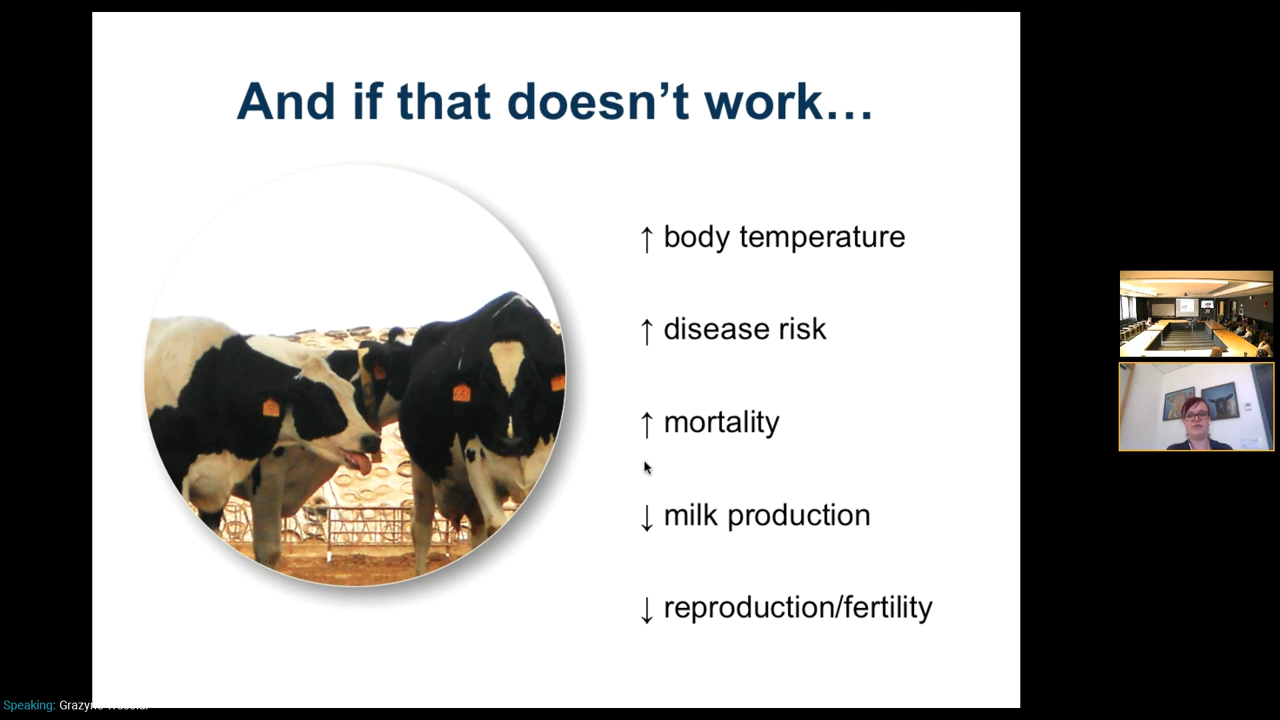 And if that doesn’t work…
↑ body temperature
↑ disease risk
↑ mortality
↓ milk production
↓ reproduction/fertility
Speaking: